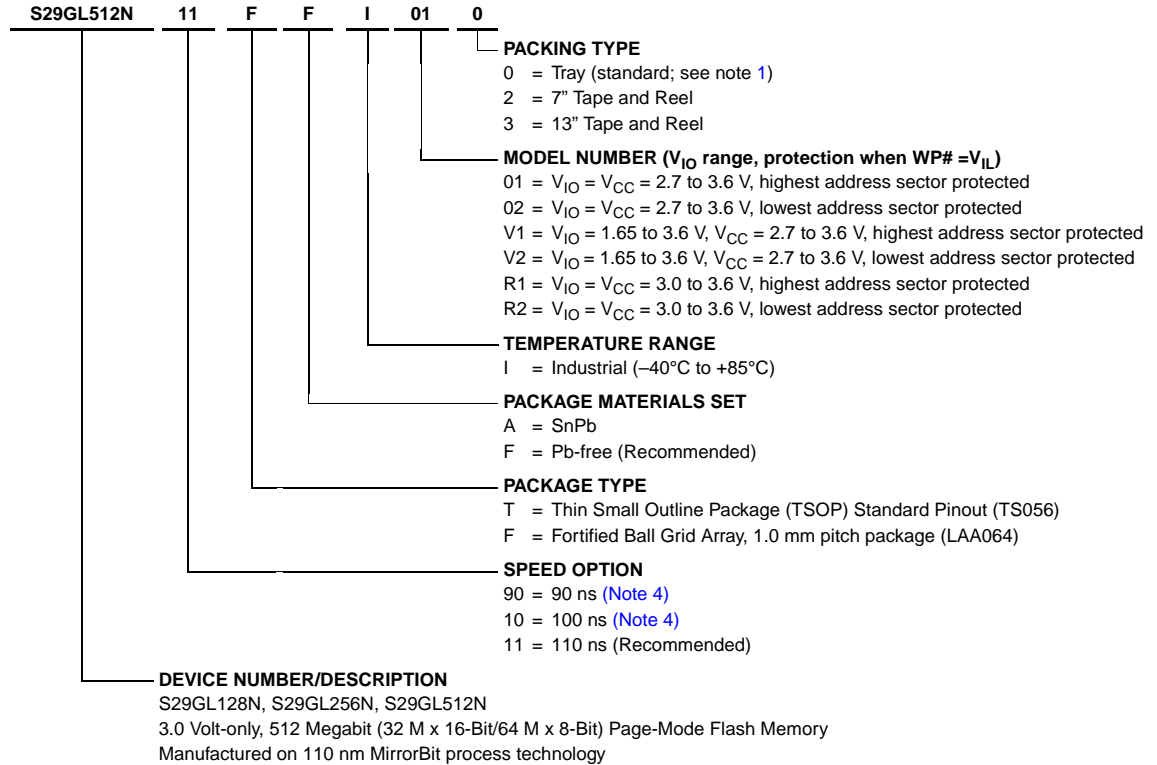 S29GL512N 11 F F I 01 0
PACKING TYPE
0 = Tray (standard; see note 1)
2 = 7” Tape and Reel
3 = 13” Tape and Reel
MODEL NUMBER (VIO range, protection when WP# =VIL)
01 = VIO = VCC = 2.7 to 3.6 V, highest address sector protected
02 = VIO = VCC = 2.7 to 3.6 V, lowest address sector protected
V1 = VIO = 1.65 to 3.6 V, VCC = 2.7 to 3.6 V, highest address sector protected
V2 = VIO = 1.65 to 3.6 V, VCC = 2.7 to 3.6 V, lowest address sector protected
R1 = VIO = VCC = 3.0 to 3.6 V, highest address sector protected
R2 = VIO = VCC = 3.0 to 3.6 V, lowest address sector protected
TEMPERATURE RANGE
I = Industrial (–40°C to +85°C)
PACKAGE MATERIALS SET
A = SnPb
F = Pb-free (Recommended)
PACKAGE TYPE
T = Thin Small Outline Package (TSOP) Standard Pinout (TS056)
F = Fortified Ball Grid Array, 1.0 mm pitch package (LAA064)
SPEED OPTION
90 = 90 ns (Note 4)
10 = 100 ns (Note 4)
11 = 110 ns (Recommended)
DEVICE NUMBER/DESCRIPTION
S29GL128N, S29GL256N, S29GL512N
3.0 Volt-only, 512 Megabit (32 M x 16-Bit/64 M x 8-Bit) Page-Mode Flash Memory
Manufactured on 110 nm MirrorBit process technology